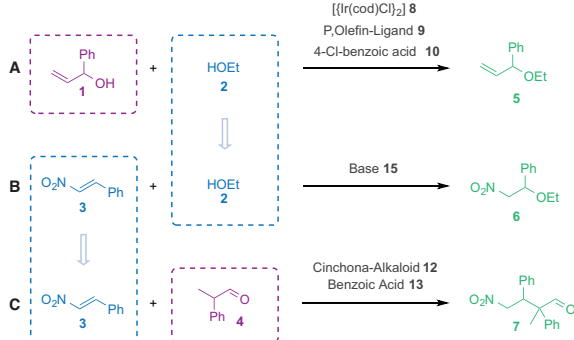 [{Ir(cod)Cl}₂] 8
P,Olefin-Ligand 9
4-Cl-benzoic acid 10
A
Ph
OH
1
+
HOEt
2
Ph
OEt
5
B
O₂N
Ph
3
+
HOEt
2
Base 15
Ph
O₂N
OEt
6
C
O₂N
Ph
3
+
O
Ph
4
Cinchona-Alkaloid 12
Benzoic Acid 13
Ph
O₂N
O
Ph
7